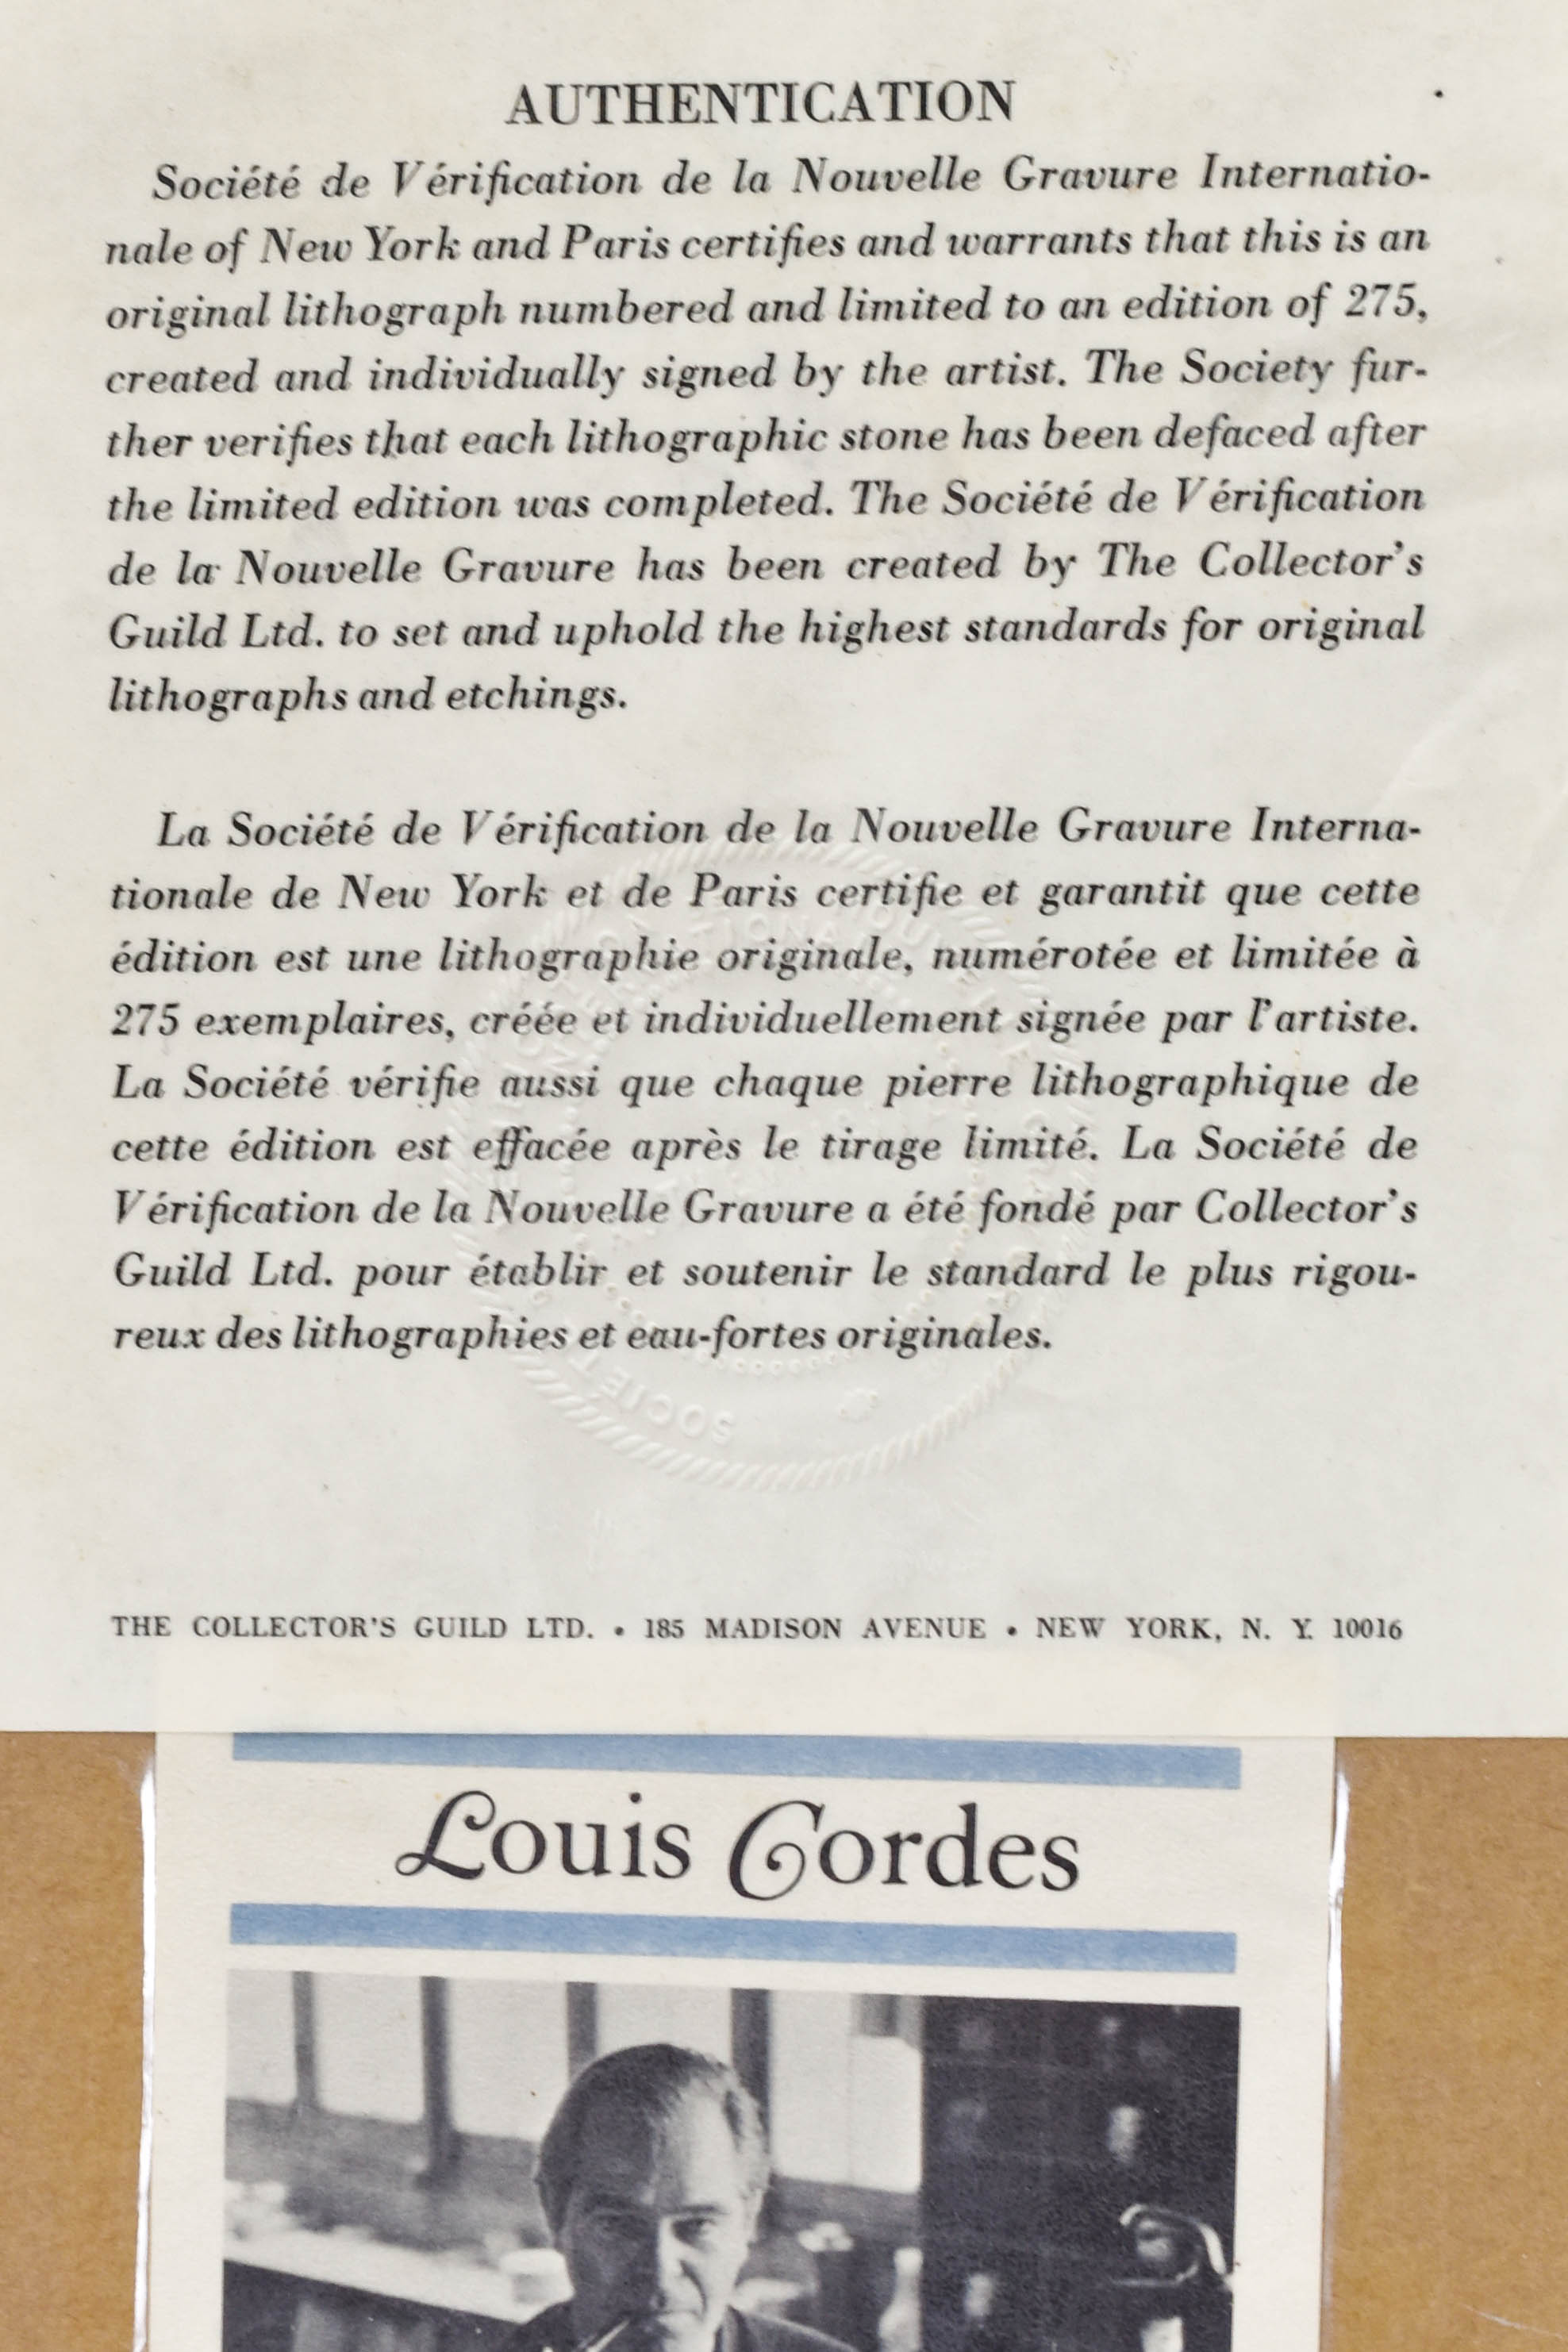 AUTHENTICATION
Société de Vérification de la Nouvelle Gravure Internatio-
nale of New York and Paris certifies and warrants that this is an
original lithograph numbered and limited to an edition of 275,
created and individually signed by the artist. The Society fur-
ther verifies that each lithographic stone has been defaced after
the limited edition was completed. The Société de Vérification
de la Nouvelle Gravure has been created by The Collector's
Guild Ltd. to set and uphold the highest standards for original
lithographs and etchings.
La Société de Vérification de la Nouvelle Gravure Interna-
tionale de New York et de Paris certifie et garantit que cette
édition est une lithographie originale, numérotée et limitée à
275 exemplaires, créée et individuellement signée par l'artiste.
La Société vérifie aussi que chaque pierre lithographique de
cette édition est effacée après le tirage limité. La Société de
Vérification de la Nouvelle Gravure a été fondé par Collector's
Guild Ltd. pour établir et soutenir le standard le plus rigou-
reux des lithographies et eau-fortes originales.
THE COLLECTOR'S GUILD LTD. • 185 MADISON AVENUE • NEW YORK, N. Y. 10016
Louis Cordes